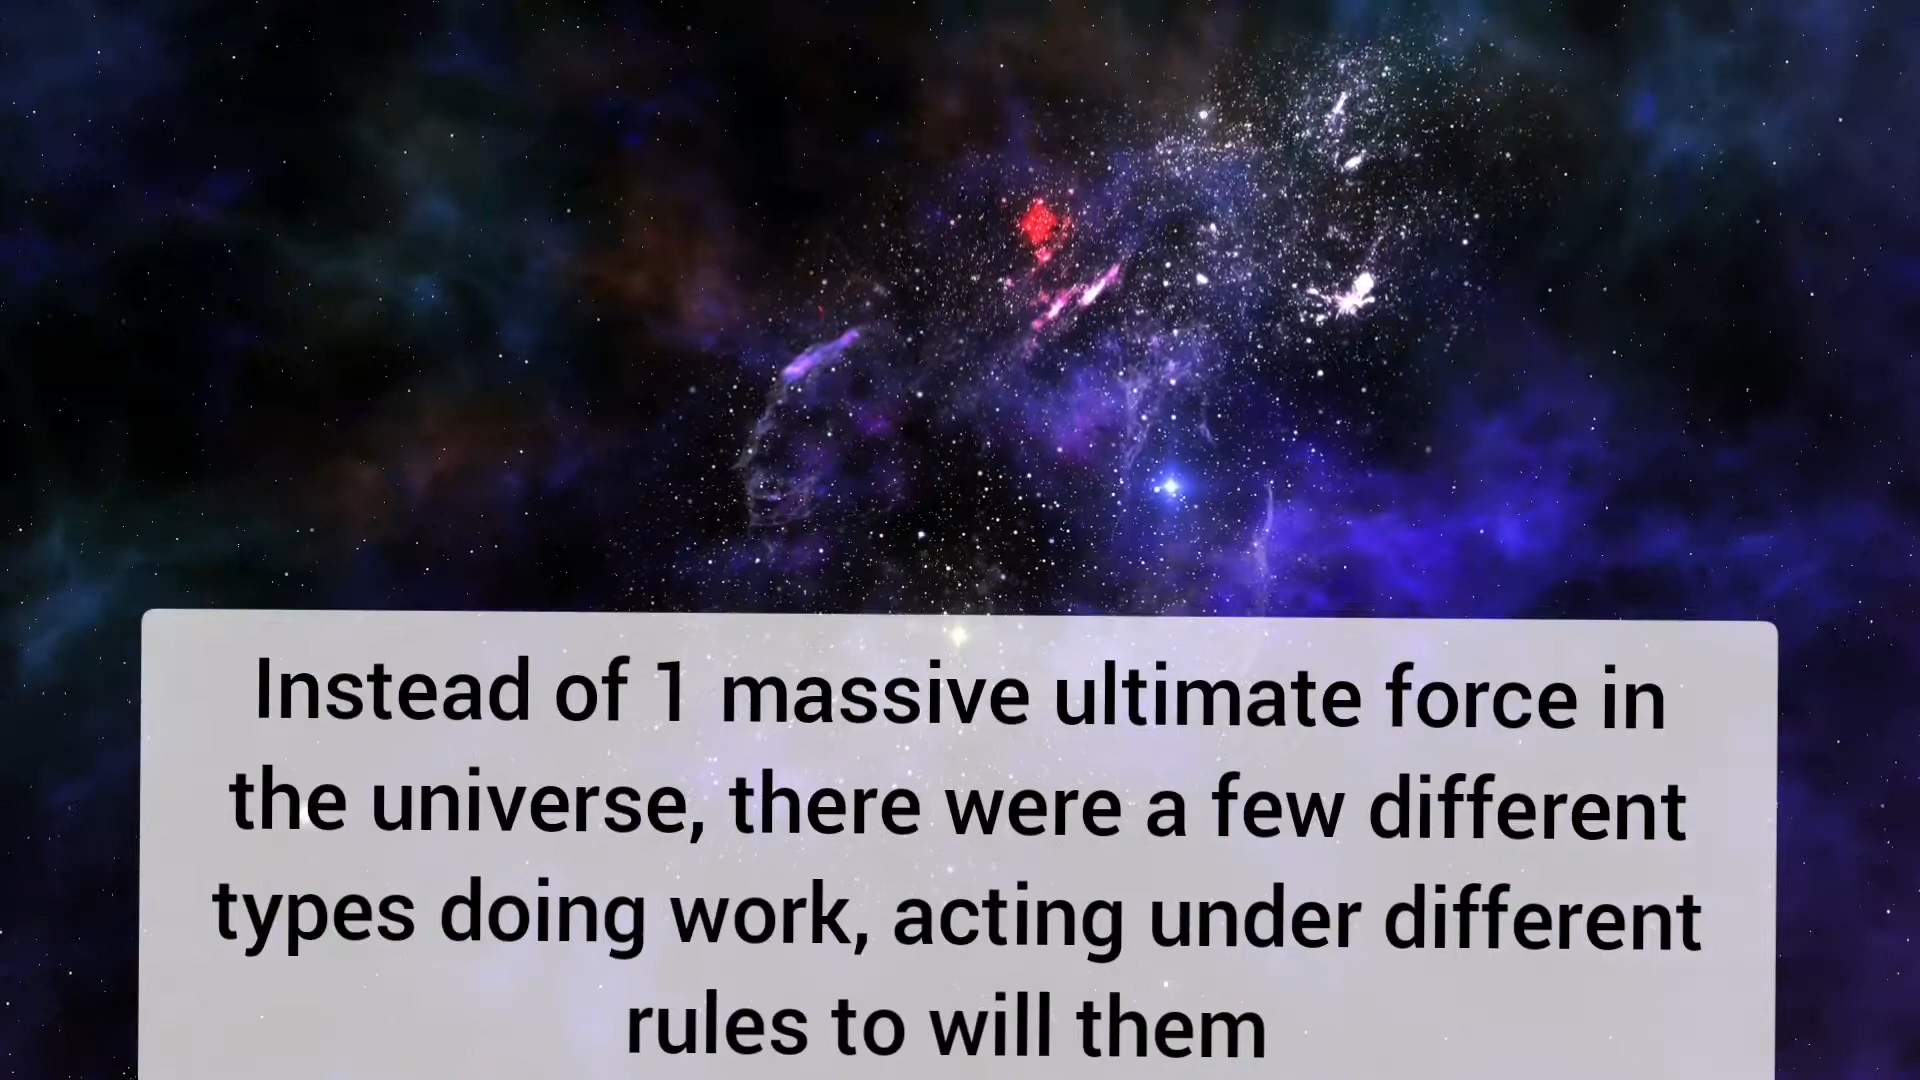 Instead of 1 massive ultimate force in
the universe, there were a few different
types doing work, acting under different
rules to will them